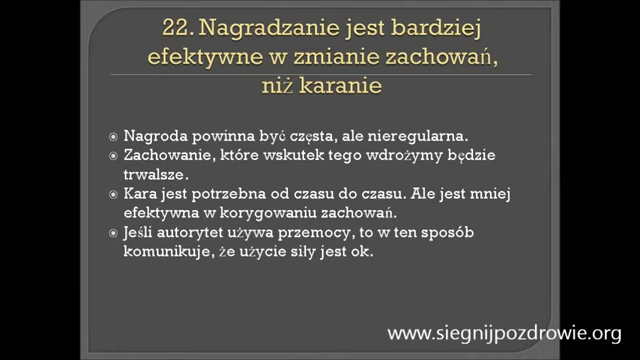 22. Nagradzanie jest bardziej
efektywne w zmianie zachowań,
niż karanie
Nagroda powinna być częsta, ale nieregularna.
Zachowanie, które wskutek tego wdrożymy będzie
trwalsze.
Kara jest potrzebna od czasu do czasu. Ale jest mniej
efektywna w korygowaniu zachowań.
Jeśli autorytet używa przemocy, to w ten sposób
komunikuje, że użycie siły jest ok.
www.siegnijpozdrowie.org